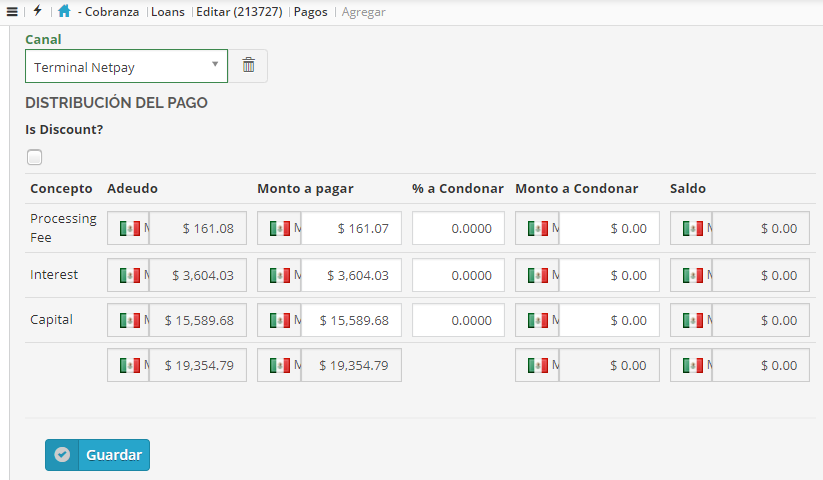 - Cobranza | Loans | Editar (213727) | Pagos | Agregar
Canal
Terminal Netpay
DISTRIBUCIÓN DEL PAGO
Is Discount?
Concepto Adeudo Monto a pagar % a Condonar Monto a Condonar Saldo
Processing
Fee
M $ 161.08 M $ 161.07 0.0000 M $ 0.00 M $ 0.00
Interest M $ 3,604.03 M $ 3,604.03 0.0000 M $ 0.00 M $ 0.00
Capital M $ 15,589.68 M $ 15,589.68 0.0000 M $ 0.00 M $ 0.00
M $ 19,354.79 M $ 19,354.79 M $ 0.00 M $ 0.00
Guardar